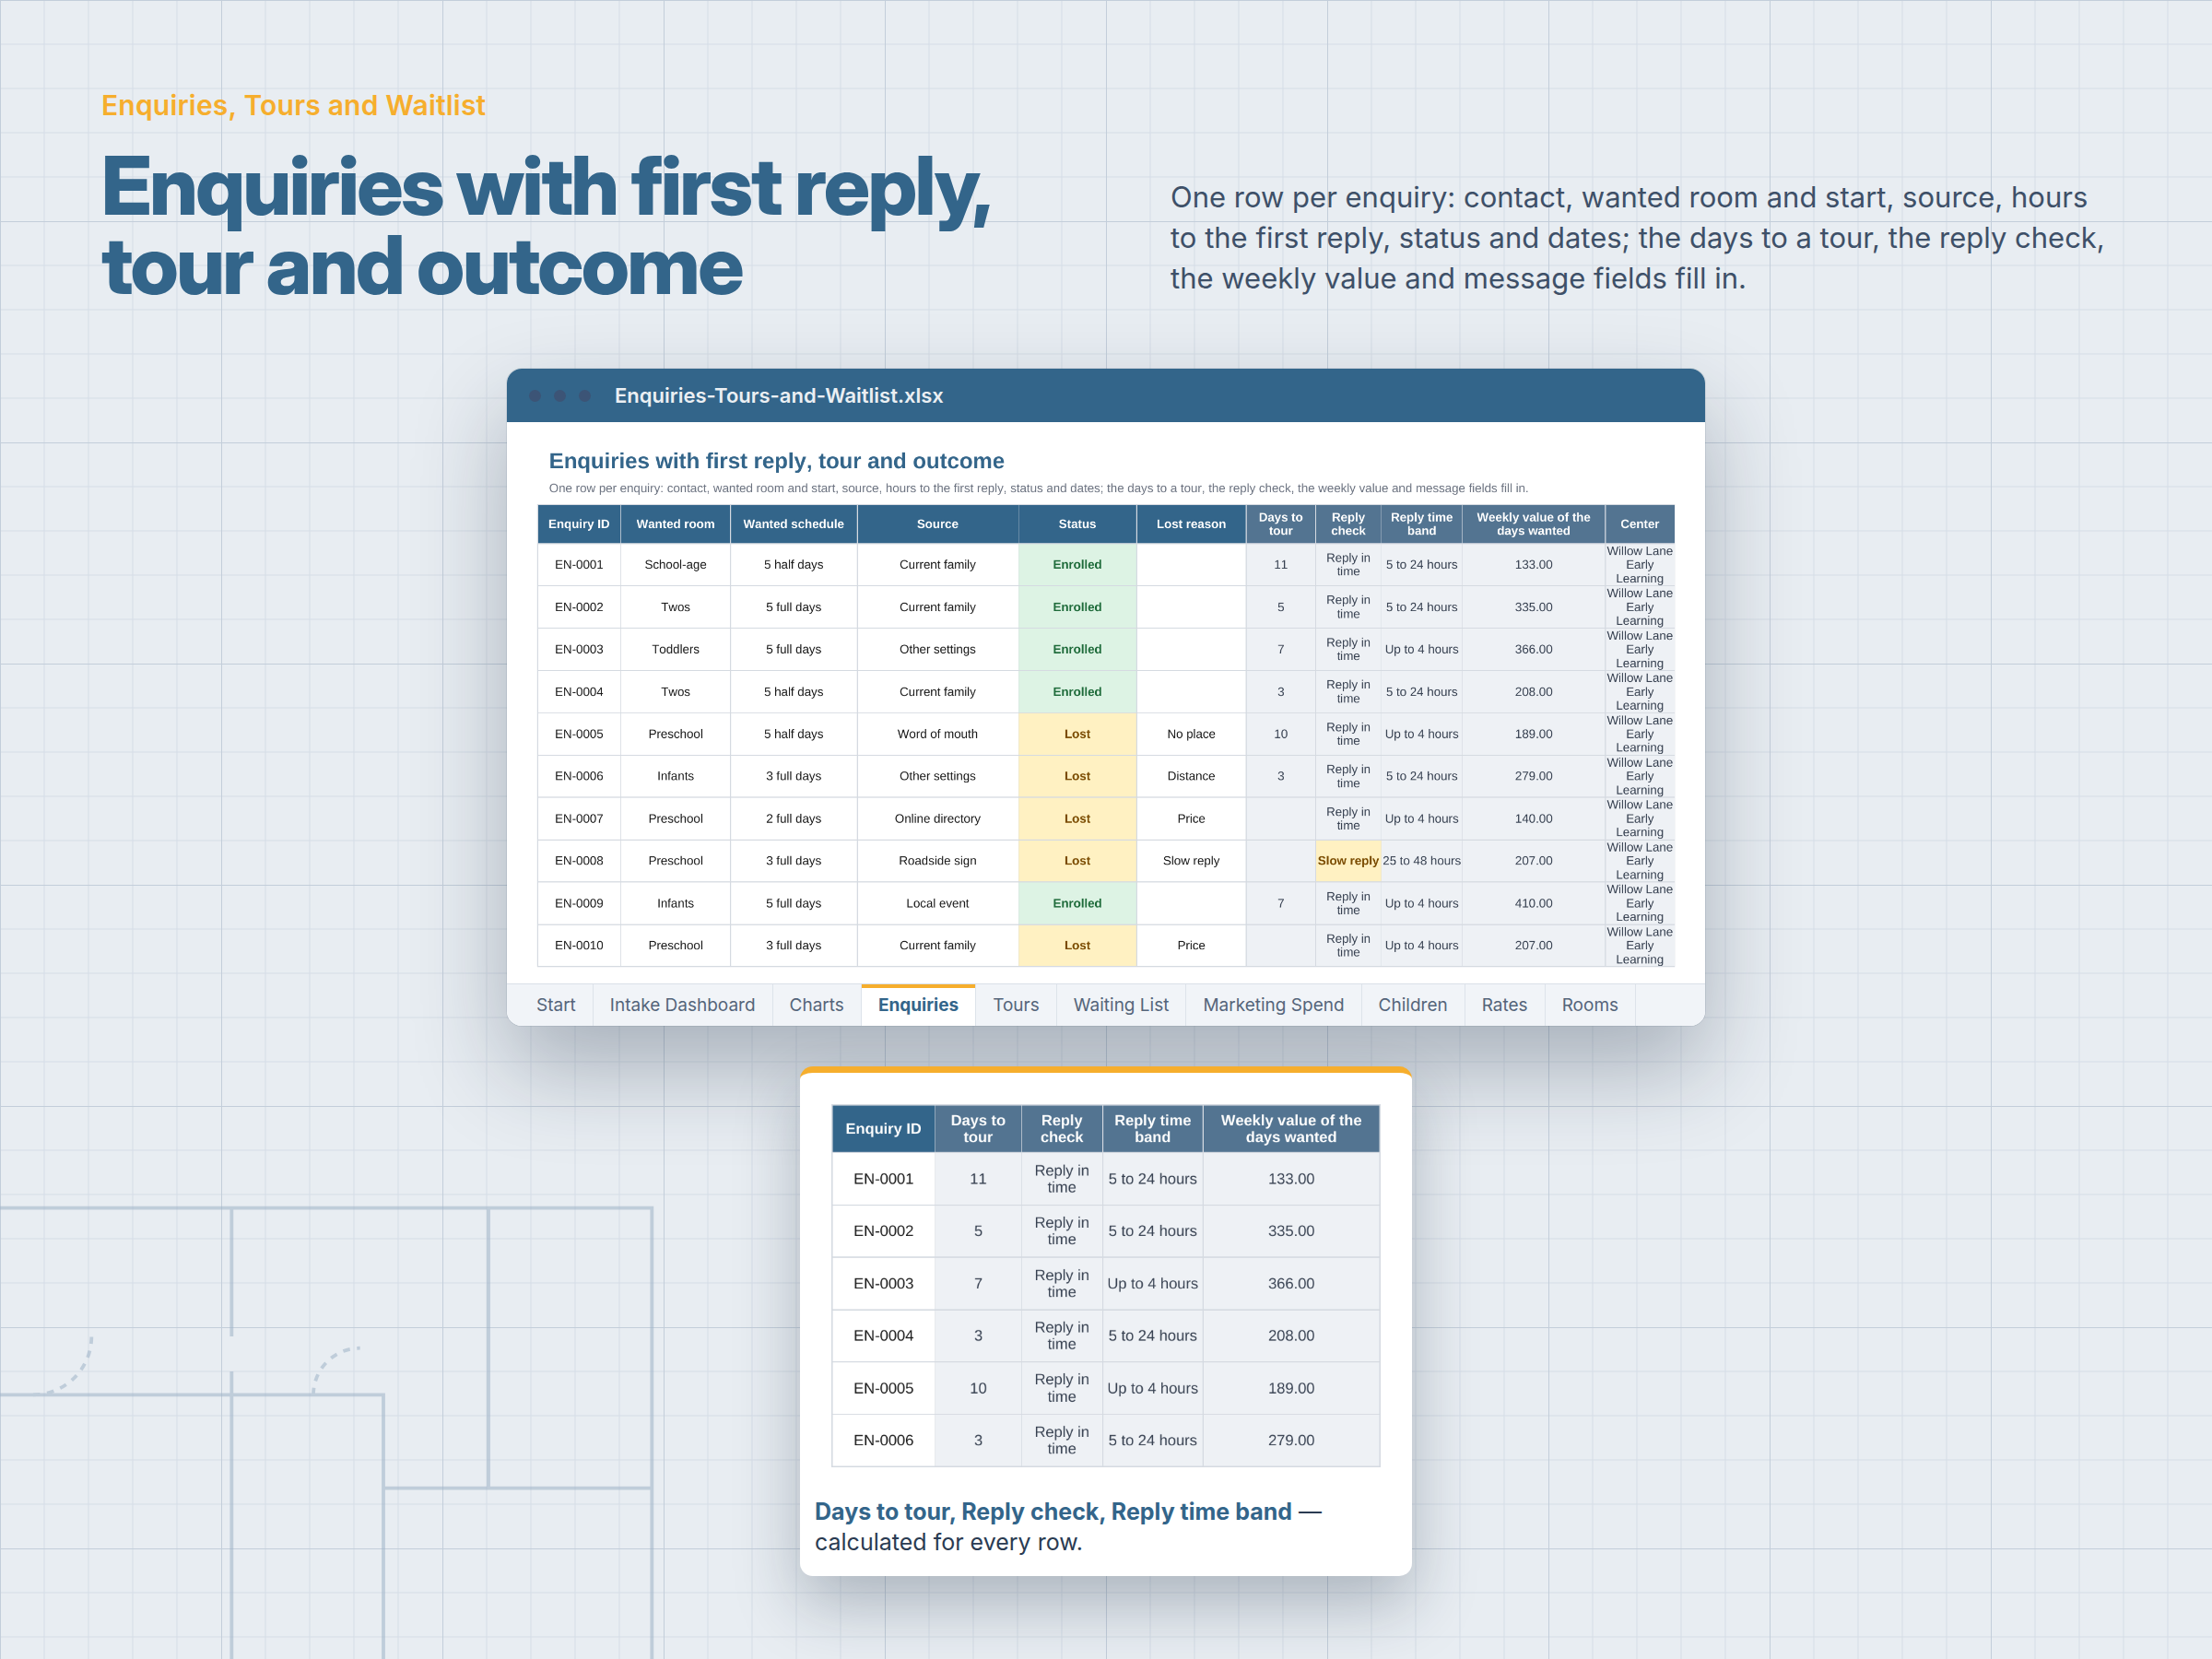 Enquiries, Tours and Waitlist
Enquiries with first reply,
tour and outcome
One row per enquiry: contact, wanted room and start, source, hours
to the first reply, status and dates; the days to a tour, the reply check,
the weekly value and message fields fill in.
Enquiries-Tours-and-Waitlist.xlsx
Enquiries with first reply, tour and outcome
One row per enquiry: contact, wanted room and start, source, hours to the first reply, status and dates; the days to a tour, the reply check, the weekly value and message fields fill in.
Enquiry ID Wanted room Wanted schedule Source Status Lost reason Days to tour Reply check Reply time band Weekly value of the days wanted Center
EN-0001 School-age 5 half days Current family Enrolled 11 Reply in time 5 to 24 hours 133.00 Willow Lane Early Learning
EN-0002 Twos 5 full days Current family Enrolled 5 Reply in time 5 to 24 hours 335.00 Willow Lane Early Learning
EN-0003 Toddlers 5 full days Other settings Enrolled 7 Reply in time Up to 4 hours 366.00 Willow Lane Early Learning
EN-0004 Twos 5 half days Current family Enrolled 3 Reply in time 5 to 24 hours 208.00 Willow Lane Early Learning
EN-0005 Preschool 5 half days Word of mouth Lost No place 10 Reply in time Up to 4 hours 189.00 Willow Lane Early Learning
EN-0006 Infants 3 full days Other settings Lost Distance 3 Reply in time 5 to 24 hours 279.00 Willow Lane Early Learning
EN-0007 Preschool 2 full days Online directory Lost Price Reply in time Up to 4 hours 140.00 Willow Lane Early Learning
EN-0008 Preschool 3 full days Roadside sign Lost Slow reply Slow reply 25 to 48 hours 207.00 Willow Lane Early Learning
EN-0009 Infants 5 full days Local event Enrolled 7 Reply in time Up to 4 hours 410.00 Willow Lane Early Learning
EN-0010 Preschool 3 full days Current family Lost Price Reply in time Up to 4 hours 207.00 Willow Lane Early Learning
Start Intake Dashboard Charts Enquiries Tours Waiting List Marketing Spend Children Rates Rooms
Enquiry ID Days to tour Reply check Reply time band Weekly value of the days wanted
EN-0001 11 Reply in time 5 to 24 hours 133.00
EN-0002 5 Reply in time 5 to 24 hours 335.00
EN-0003 7 Reply in time Up to 4 hours 366.00
EN-0004 3 Reply in time 5 to 24 hours 208.00
EN-0005 10 Reply in time Up to 4 hours 189.00
EN-0006 3 Reply in time 5 to 24 hours 279.00
Days to tour, Reply check, Reply time band —
calculated for every row.